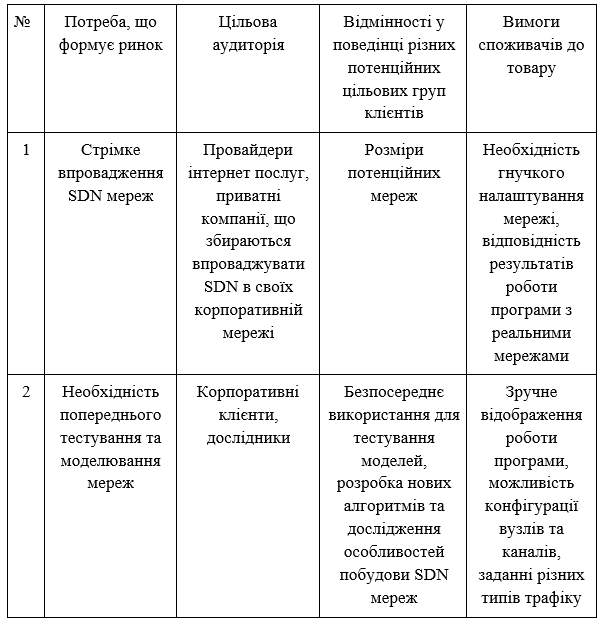 №
Потреба, що
формує ринок
Цільова
аудиторія
Відмінності у
поведінці різних
потенційних
цільових груп
клієнтів
Вимоги
споживачів до
товару
1
Стрімке
впровадження
SDN мереж
Провайдери
інтернет послуг,
приватні
компанії, що
збираються
впроваджувати
SDN в своїх
корпоративній
мережі
Розміри
потенційних
мереж
Необхідність
гнучкого
налаштування
мережі,
відповідність
результатів
роботи
програми з
реальними
мережами
2
Необхідність
попереднього
тестування та
моделювання
мереж
Корпоративні
клієнти,
дослідники
Безпосереднє
використання для
тестування
моделей,
розробка нових
алгоритмів та
дослідження
особливостей
побудови SDN
мереж
Зручне
відображення
роботи
програми,
можливість
конфігурації
вузлів та
каналів,
заданні різних
типів трафіку